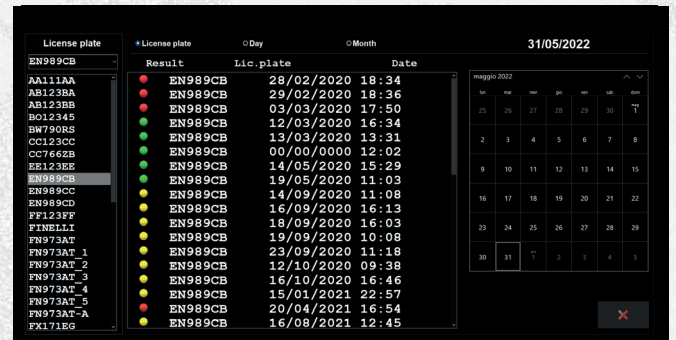 License plate
EN989CB
AA111AA
AB123BA
AB123BB
BO12345
BW790RS
CC123CC
CC766ZB
EE123EE
EN989CB
EN989CC
EN989CD
FF123FF
FINELLI
FN973AT
FN973AT_1
FN973AT_2
FN973AT_3
FN973AT_4
FN973AT_5
FN973AT-A
FX171EG
License plate Day Month
Result Lic.plate Date
EN989CB 28/02/2020 18:34
EN989CB 29/02/2020 18:36
EN989CB 03/03/2020 17:50
EN989CB 12/03/2020 16:34
EN989CB 13/03/2020 13:31
EN989CB 00/00/0000 12:02
EN989CB 14/05/2020 15:29
EN989CB 19/05/2020 11:03
EN989CB 14/09/2020 11:08
EN989CB 16/09/2020 16:13
EN989CB 18/09/2020 16:03
EN989CB 19/09/2020 10:08
EN989CB 23/09/2020 11:18
EN989CB 12/10/2020 09:38
EN989CB 16/10/2020 16:46
EN989CB 15/01/2021 22:57
EN989CB 20/04/2021 16:54
EN989CB 16/08/2021 12:45
31/05/2022
maggio 2022
lun mar mer gio ven sab dom
25 26 27 28 29 30 mag 1
2 3 4 5 6 7 8
9 10 11 12 13 14 15
16 17 18 19 20 21 22
23 24 25 26 27 28 29
30 31 1 2 3 4 5